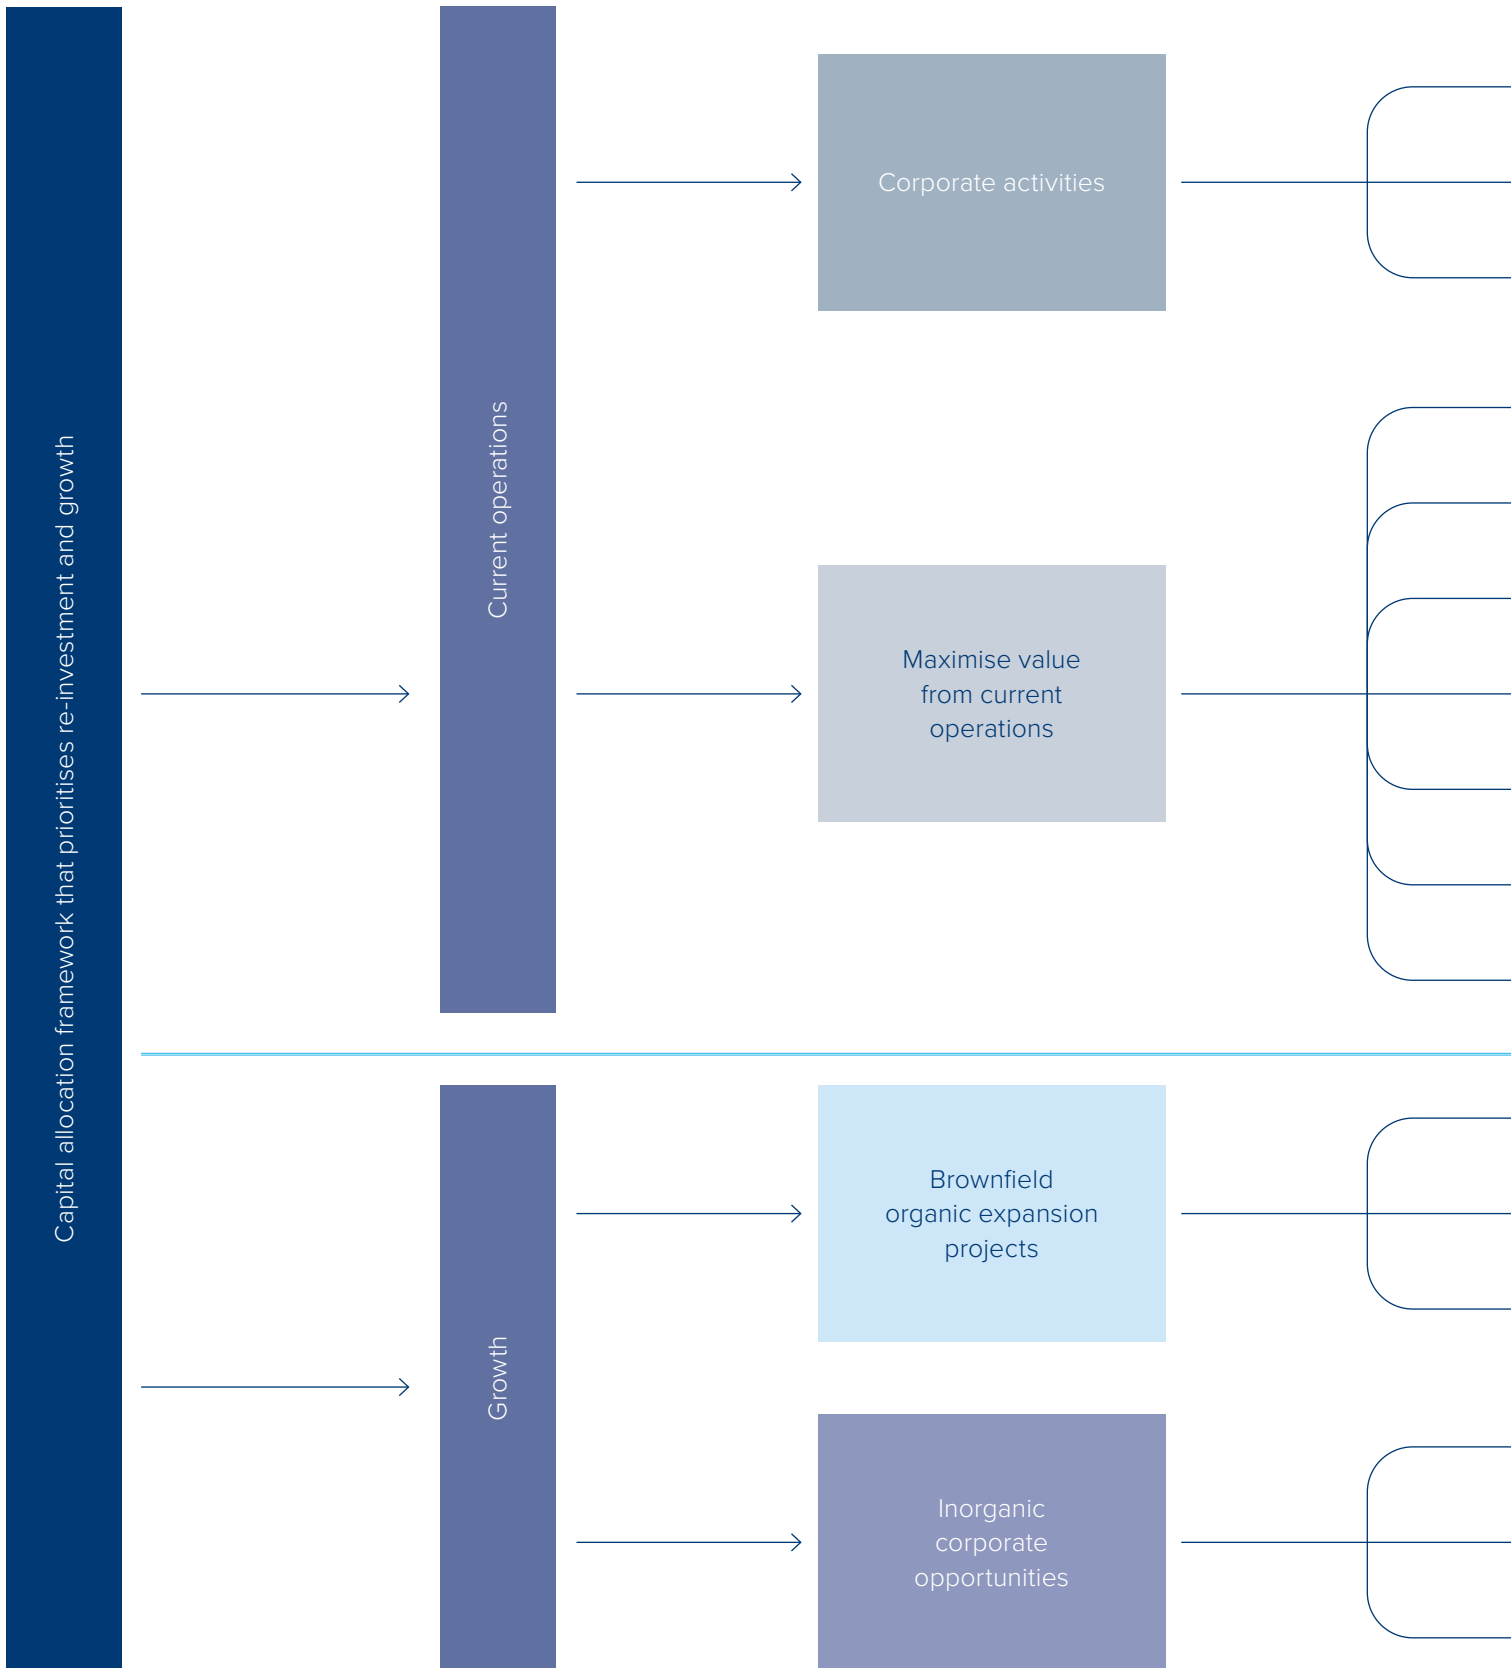 Capital allocation framework that prioritises re-investment and growth
Current operations
Corporate activities
Maximise value
from current
operations
Growth
Brownfield
organic expansion
projects
Inorganic
corporate
opportunities